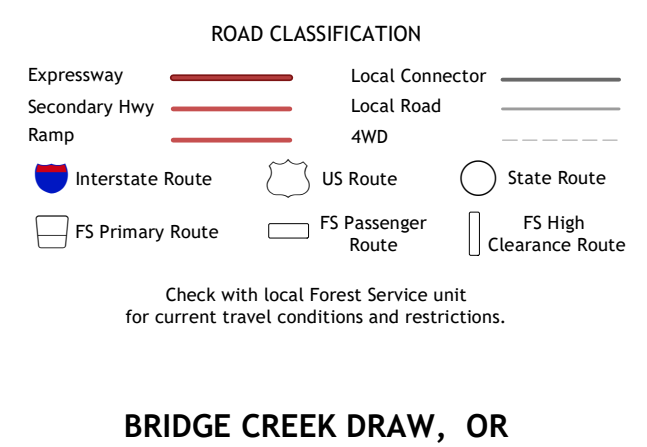 ROAD CLASSIFICATION
Expressway
Local Connector
Secondary Hwy
Local Road
Ramp
4WD
Interstate Route
US Route
State Route
FS Primary Route
FS Passenger
Route
FS High
Clearance Route
Check with local Forest Service unit
for current travel conditions and restrictions.
BRIDGE CREEK DRAW, OR